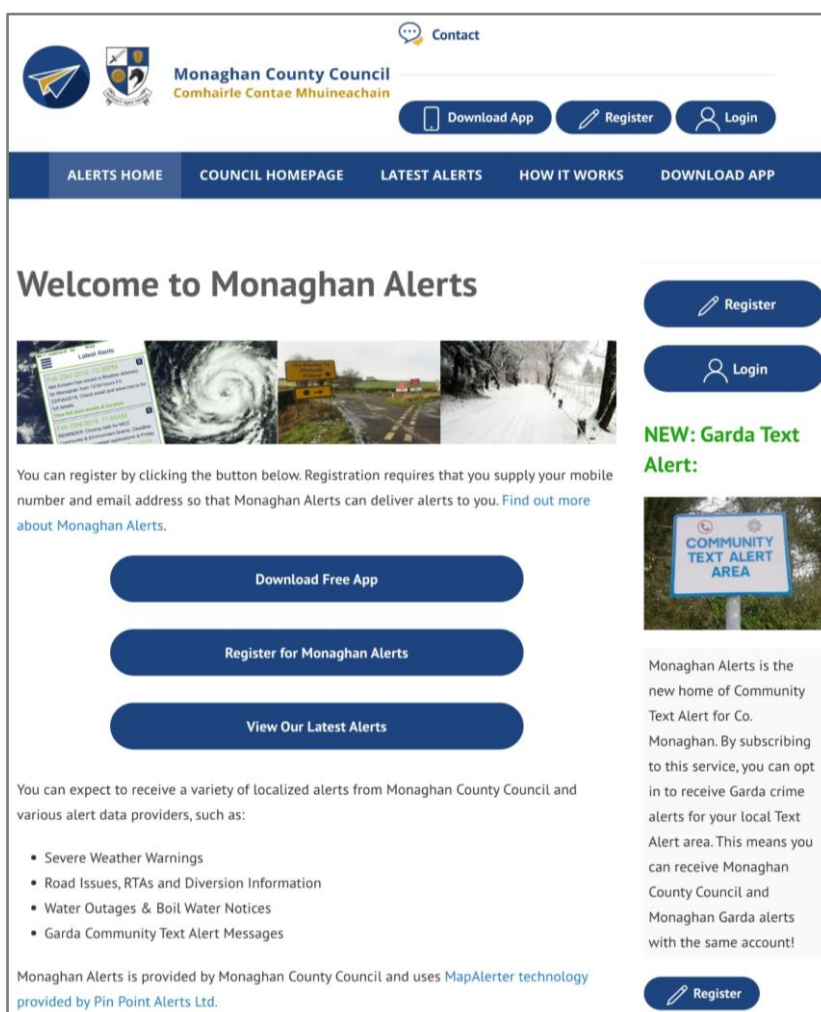 Contact
Monaghan County Council
Comhairle Contae Mhuineachain
Download App
Register
Login
ALERTS HOME
COUNCIL HOMEPAGE
LATEST ALERTS
HOW IT WORKS
DOWNLOAD APP
Welcome to Monaghan Alerts
Latest Alerts
You can register by clicking the button below. Registration requires that you supply your mobile
number and email address so that Monaghan Alerts can deliver alerts to you. Find out more
about Monaghan Alerts.
Download Free App
Register for Monaghan Alerts
View Our Latest Alerts
You can expect to receive a variety of localized alerts from Monaghan County Council and
various alert data providers, such as:
• Severe Weather Warnings
• Road Issues, RTAs and Diversion Information
• Water Outages & Boil Water Notices
• Garda Community Text Alert Messages
Monaghan Alerts is provided by Monaghan County Council and uses MapAlerter technology
provided by Pin Point Alerts Ltd.
Register
Login
NEW: Garda Text
Alert:
COMMUNITY
TEXT ALERT
AREA
Monaghan Alerts is the
new home of Community
Text Alert for Co.
Monaghan. By subscribing
to this service, you can opt
in to receive Garda crime
alerts for your local Text
Alert area. This means you
can receive Monaghan
County Council and
Monaghan Garda alerts
with the same account!
Register